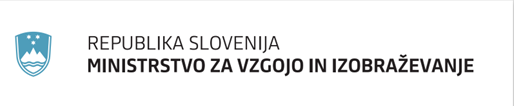 REPUBLIKA SLOVENIJA
MINISTRSTVO ZA VZGOJO IN IZOBRAŽEVANJE